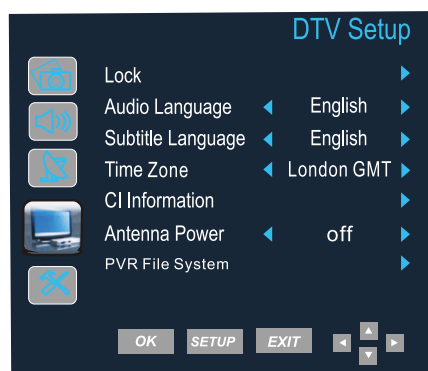 DTV Setup
Lock
Audio Language English
Subtitle Language English
Time Zone London GMT
CI Information
Antenna Power off
PVR File System
OK SETUP EXIT